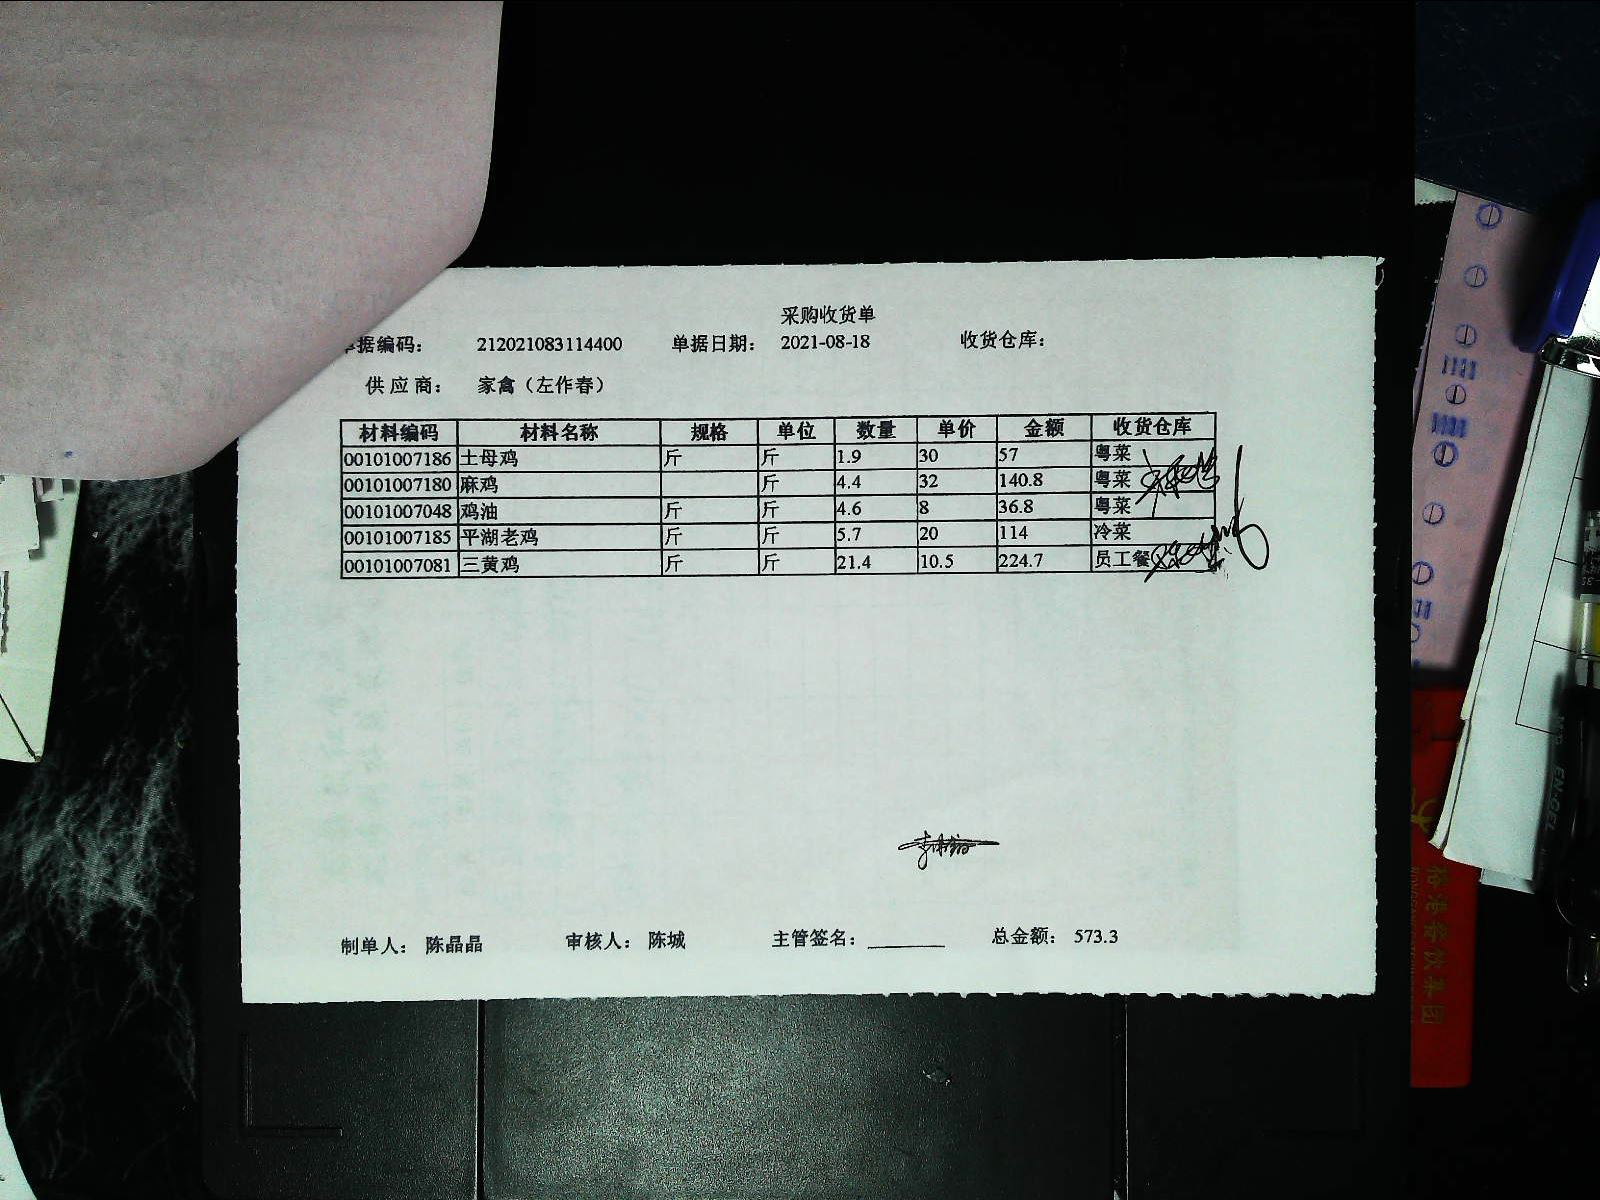 采购收货单
单据编码： 212021083114400 单据日期： 2021-08-18 收货仓库：
供应商： 家禽（左作春）
材料编码 材料名称 规格 单位 数量 单价 金额 收货仓库
00101007186 土母鸡 斤 斤 1.9 30 57 粤菜
00101007180 麻鸡 斤 4.4 32 140.8 粤菜
00101007048 鸡油 斤 斤 4.6 8 36.8 粤菜
00101007185 平湖老鸡 斤 斤 5.7 20 114 冷菜
00101007081 三黄鸡 斤 斤 21.4 10.5 224.7 员工餐
制单人： 陈晶晶 审核人： 陈城 主管签名： 总金额： 573.3
裕港餐饮集团